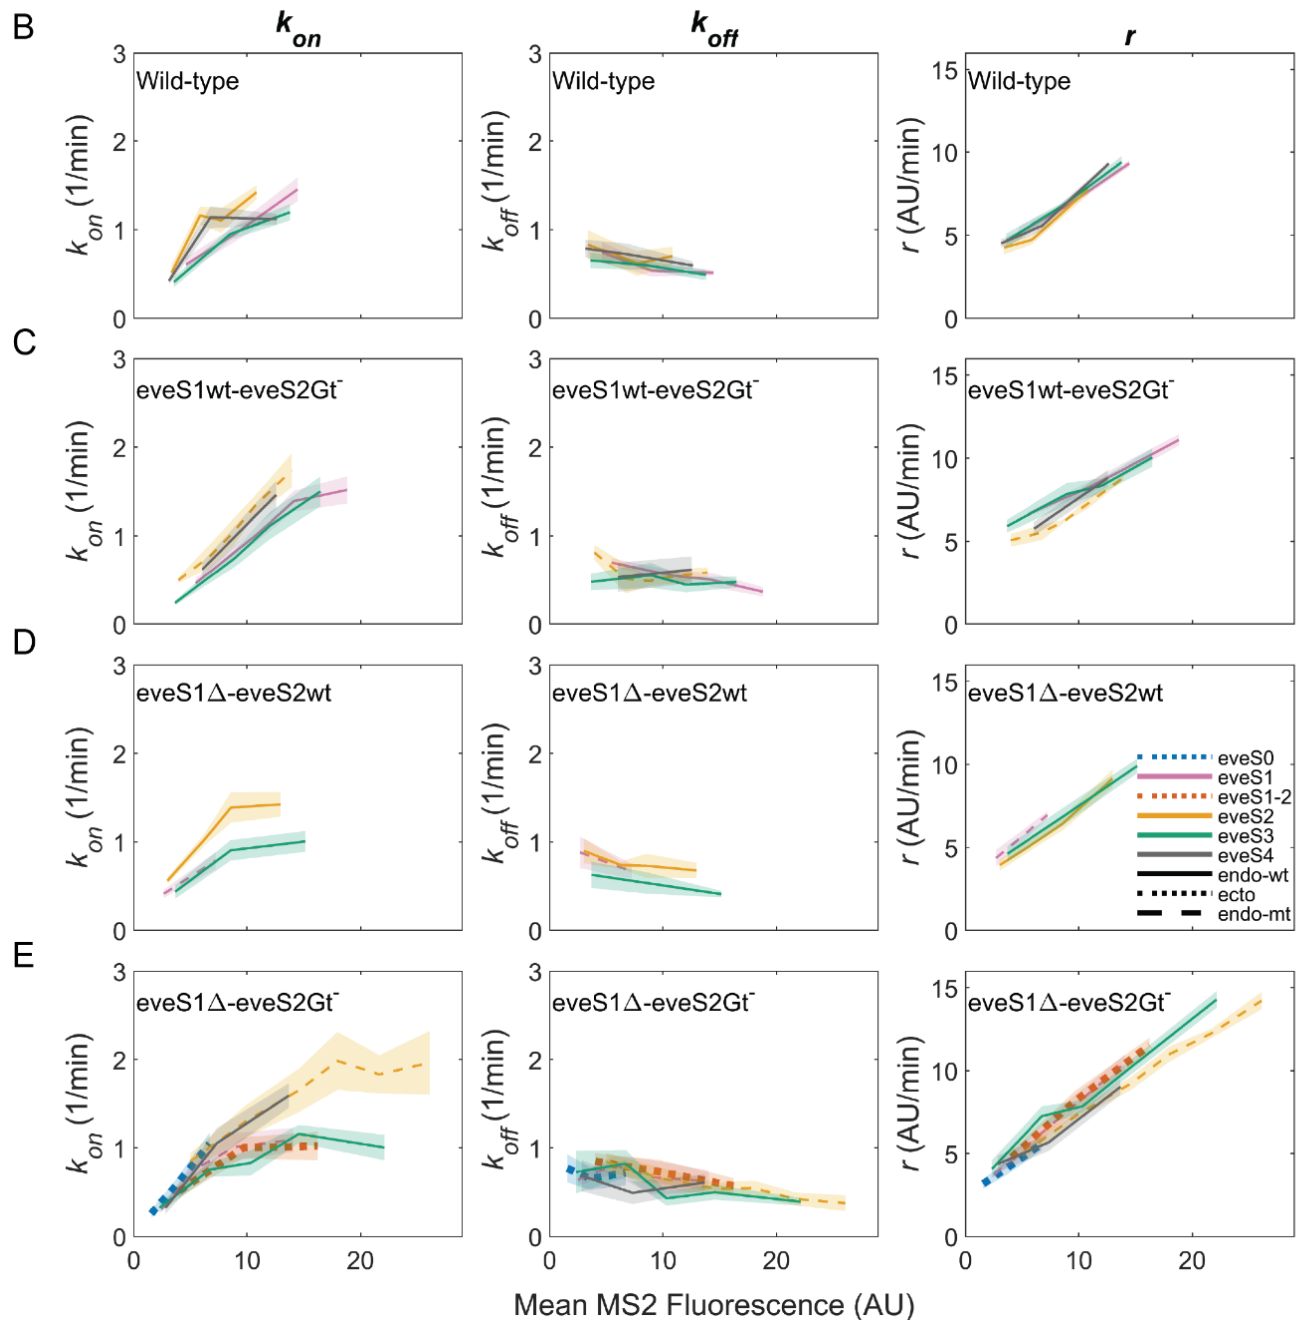 B
k_on
k_off
r
3
2
1
0
k_on (1/min)
Wild-type
3
2
1
0
k_off (1/min)
Wild-type
15
10
5
0
r (AU/min)
Wild-type
C
3
2
1
0
k_on (1/min)
eveS1wt-eveS2Gt⁻
3
2
1
0
k_off (1/min)
eveS1wt-eveS2Gt⁻
15
10
5
0
r (AU/min)
eveS1wt-eveS2Gt⁻
D
3
2
1
0
k_on (1/min)
eveS1Δ-eveS2wt
3
2
1
0
k_off (1/min)
eveS1Δ-eveS2wt
15
10
5
0
r (AU/min)
eveS1Δ-eveS2wt
eveS0
eveS1
eveS1-2
eveS2
eveS3
eveS4
endo-wt
ecto
endo-mt
E
3
2
1
0
k_on (1/min)
eveS1Δ-eveS2Gt⁻
0 10 20
3
2
1
0
k_off (1/min)
eveS1Δ-eveS2Gt⁻
0 10 20
15
10
5
0
r (AU/min)
eveS1Δ-eveS2Gt⁻
0 10 20
Mean MS2 Fluorescence (AU)